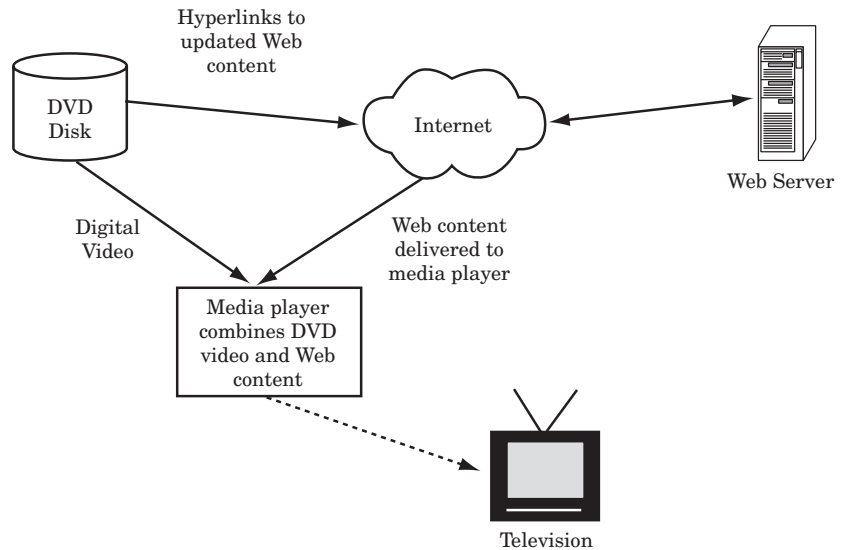 Hyperlinks to
updated Web
content
DVD
Disk
Internet
Web Server
Digital
Video
Web content
delivered to
media player
Media player
combines DVD
video and Web
content
Television